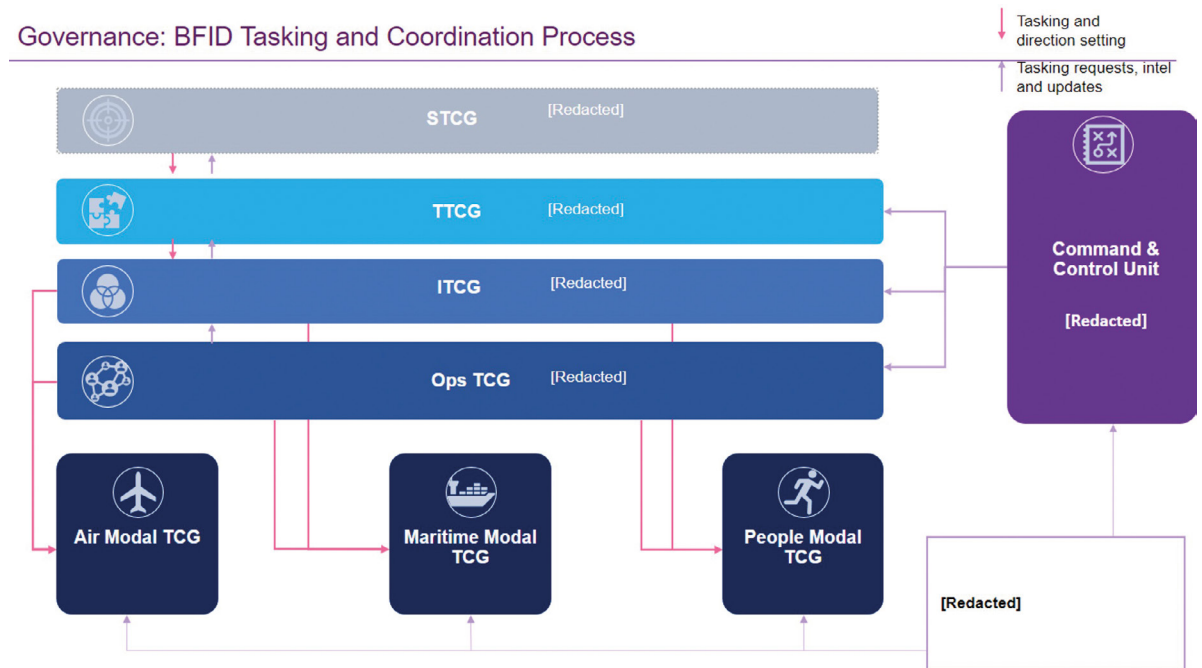 Governance: BFID Tasking and Coordination Process
Tasking and
direction setting
Tasking requests, intel
and updates
STCG [Redacted]
TTCG [Redacted]
ITCG [Redacted]
Ops TCG [Redacted]
Command &
Control Unit
[Redacted]
Air Modal TCG
Maritime Modal
TCG
People Modal
TCG
[Redacted]